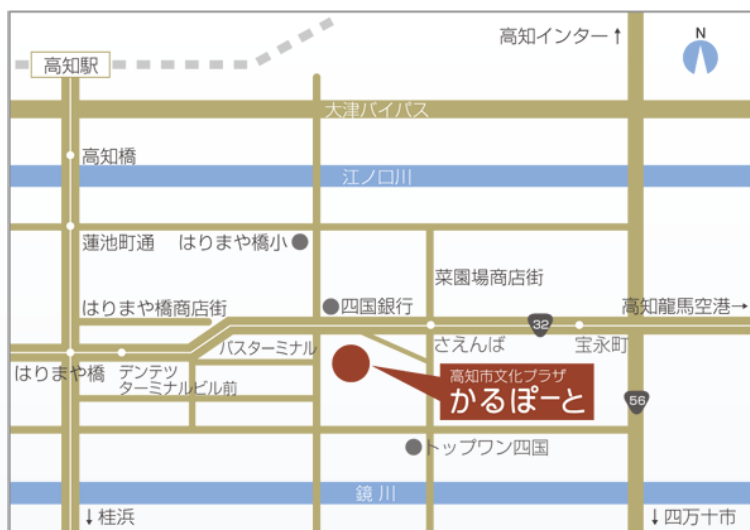 高知インター↑
N
高知駅
大津バイパス
高知橋
江ノ口川
蓮池町通
はりまや橋小
菜園場商店街
はりまや橋商店街
四国銀行
高知龍馬空港→
32
バスターミナル
さえんば
宝永町
はりまや橋
デンテツ
ターミナルビル前
高知市文化プラザ
かるぽーと
56
トップワン四国
鏡川
↓桂浜
↓四万十市